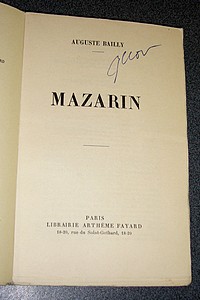 AUGUSTE BAILLY
MAZARIN
PARIS
LIBRAIRIE ARTHÈME FAYARD
18-20, rue du Saint-Gothard, 18-20